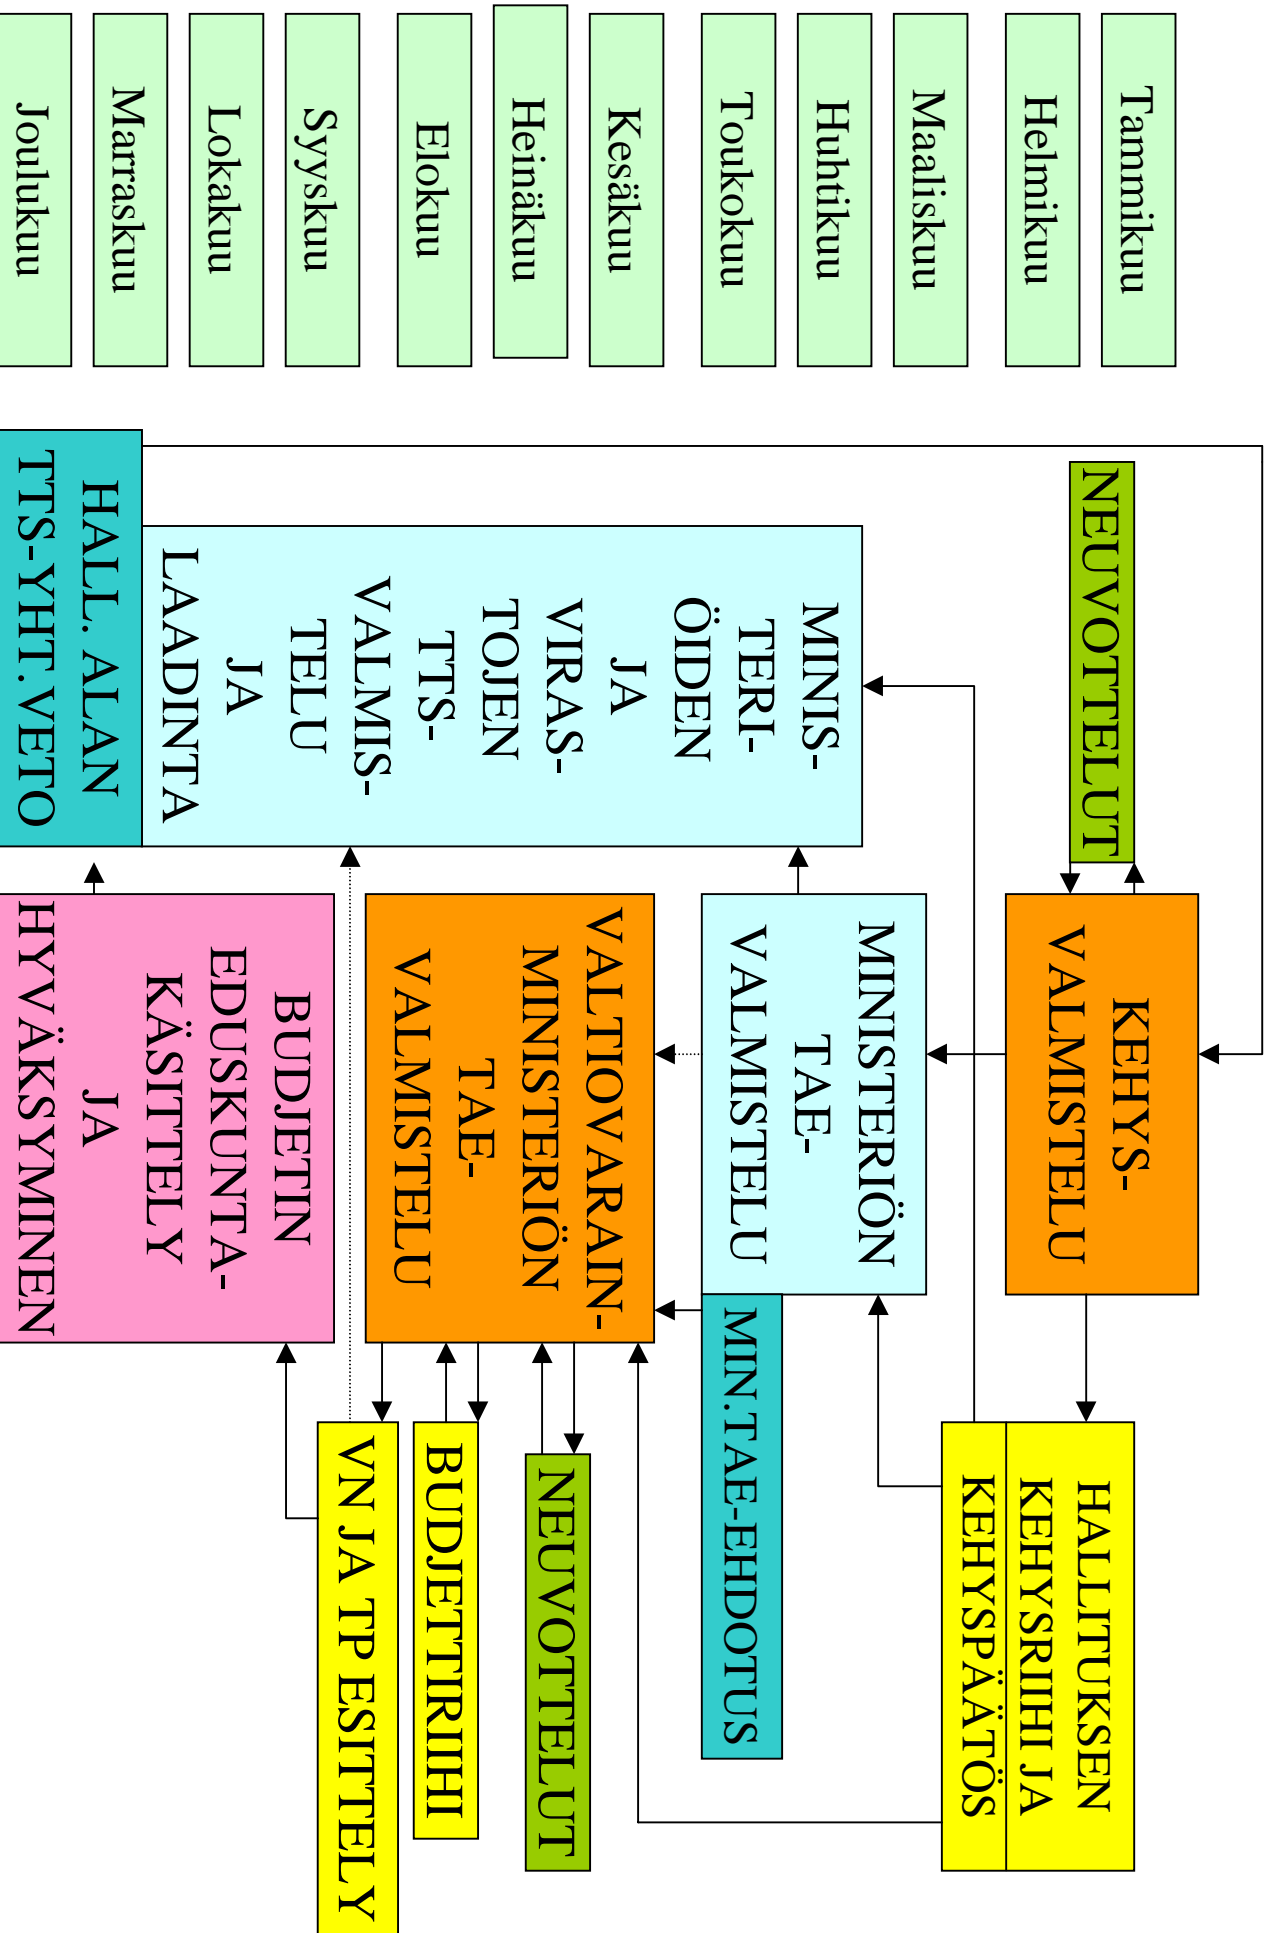 Tammikuu
Helmikuu
Maaliskuu
Huhtikuu
Toukokuu
Kesäkuu
Heinäkuu
Elokuu
Syyskuu
Lokakuu
Marraskuu
Joulukuu
NEUVOTTELUT
MINIS-
TERI-
ÖIDEN
JA
VIRAS-
TOJEN
TTS-
VALMIS-
TELU
JA
LAADINTA
HALL. ALAN
TTS-YHT.VETO
KEHYS-
VALMISTELU
MINISTERIÖN
TAE-
VALMISTELU
VALTIOVARAIN-
MINISTERIÖN
TAE-
VALMISTELU
BUDJETIN
EDUSKUNTA-
KÄSITTELY
JA
HYVÄKSYMINEN
HALLITUKSEN
KEHYSRIIHI JA
KEHYSPÄÄTÖS
MIN.TAE-EHDOTUS
NEUVOTTELUT
BUDJETTIRIIHI
VN JA TP ESITTELY